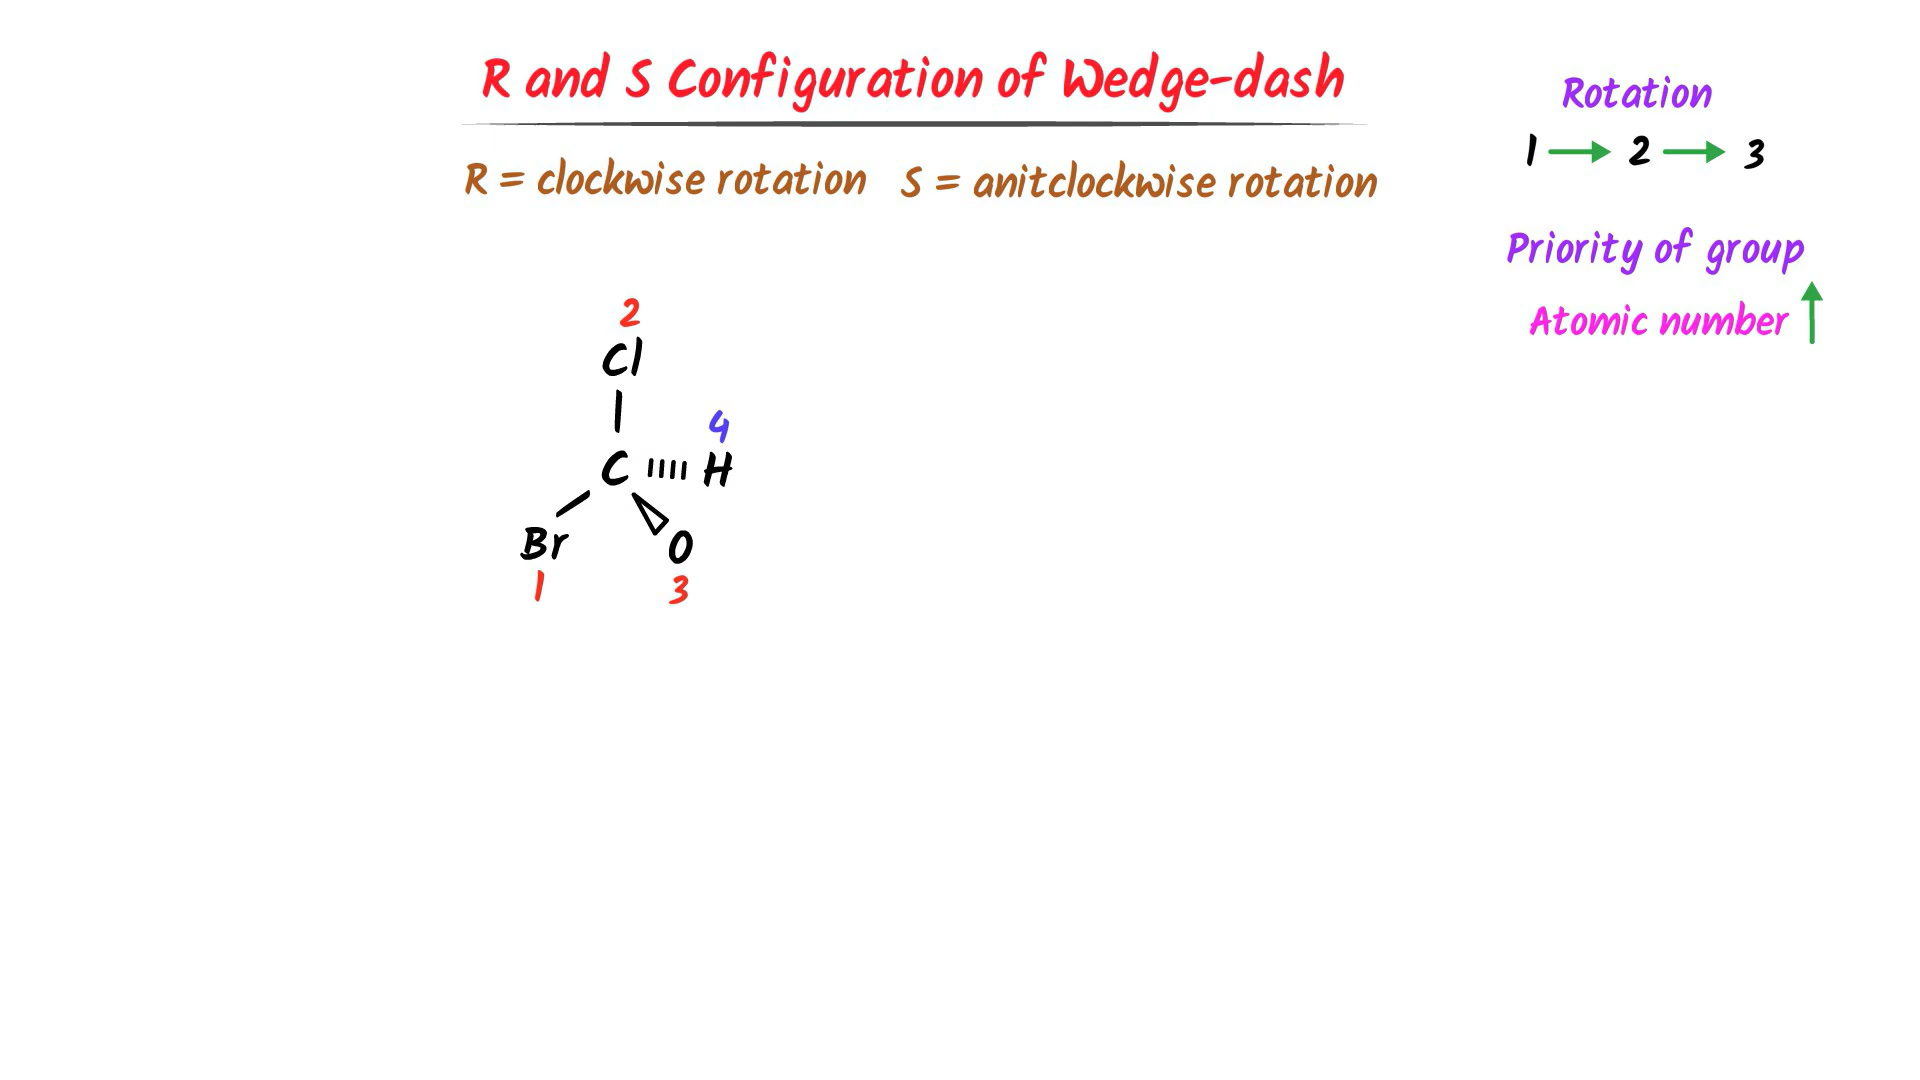 R and S Configuration of Wedge-dash
R = clockwise rotation S = anitclockwise rotation
Rotation
1 → 2 → 3
Priority of group
Atomic number ↑
2
Cl
4
C H
Br O
1 3